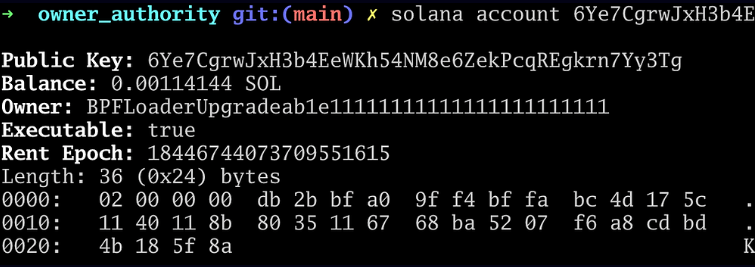 → owner_authority git:(main) ✗ solana account 6Ye7CgrwJxH3b4E
Public Key: 6Ye7CgrwJxH3b4EeWKh54NM8e6ZekPcqREgkrn7Yy3Tg
Balance: 0.00114144 SOL
Owner: BPFLoaderUpgradeab1e11111111111111111111111
Executable: true
Rent Epoch: 18446744073709551615
Length: 36 (0x24) bytes
0000: 02 00 00 00 db 2b bf a0 9f f4 bf fa bc 4d 17 5c .
0010: 11 40 11 8b 80 35 11 67 68 ba 52 07 f6 a8 cd bd .
0020: 4b 18 5f 8a K